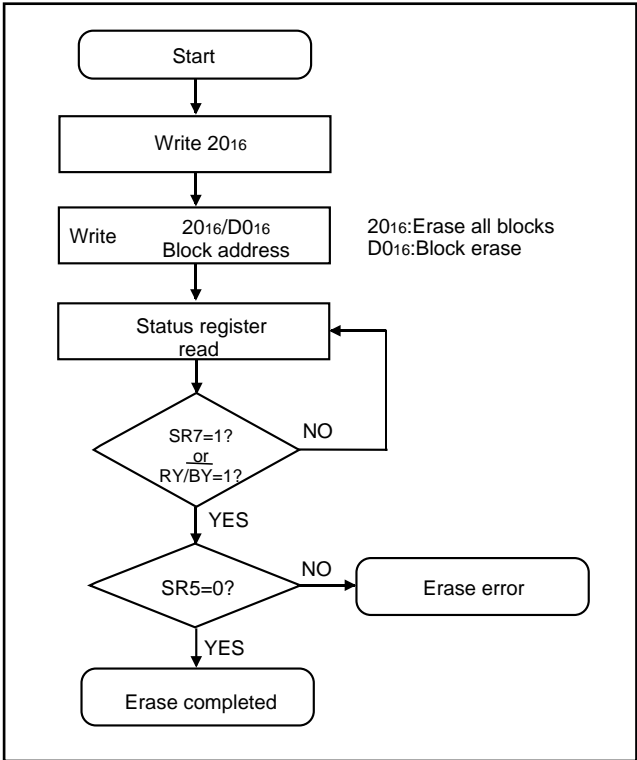 Start
Write 20₁₆
Write 20₁₆/D0₁₆
Block address
20₁₆:Erase all blocks
D0₁₆:Block erase
Status register
read
SR7=1?
or
RY/B̅Y̅=1?
NO
YES
SR5=0?
NO
Erase error
YES
Erase completed